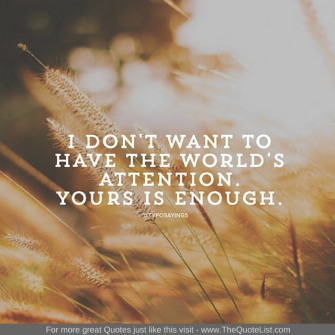 I DON'T WANT TO
HAVE THE WORLD'S
ATTENTION.
YOURS IS ENOUGH.
@TYPOSAYINGS
For more great Quotes just like this visit - www.TheQuoteList.com